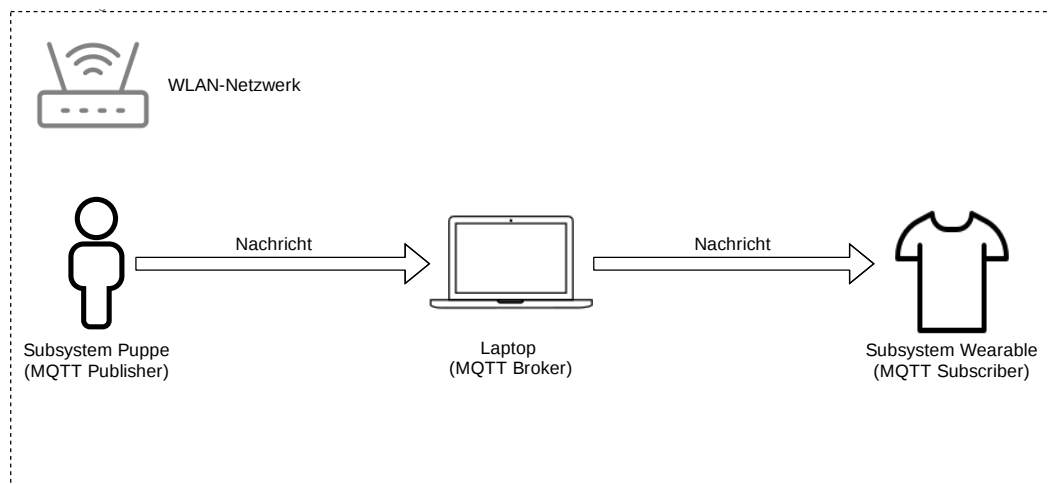 WLAN-Netzwerk
Nachricht
Nachricht
Subsystem Puppe
(MQTT Publisher)
Laptop
(MQTT Broker)
Subsystem Wearable
(MQTT Subscriber)